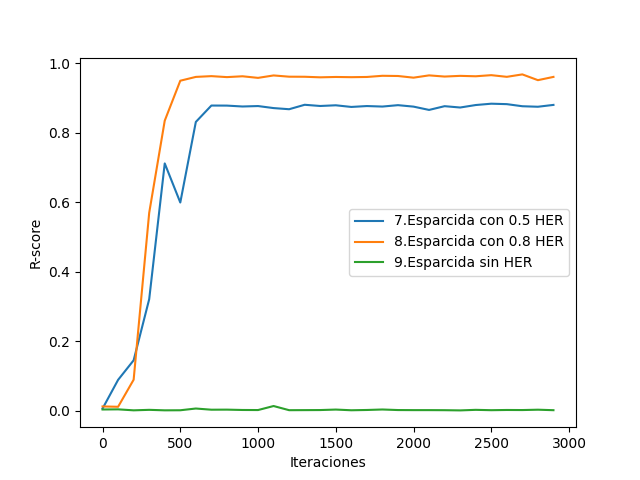 1.0
0.8
0.6
0.4
0.2
0.0
R-score
7.Esparcida con 0.5 HER
8.Esparcida con 0.8 HER
9.Esparcida sin HER
0 500 1000 1500 2000 2500 3000
Iteraciones